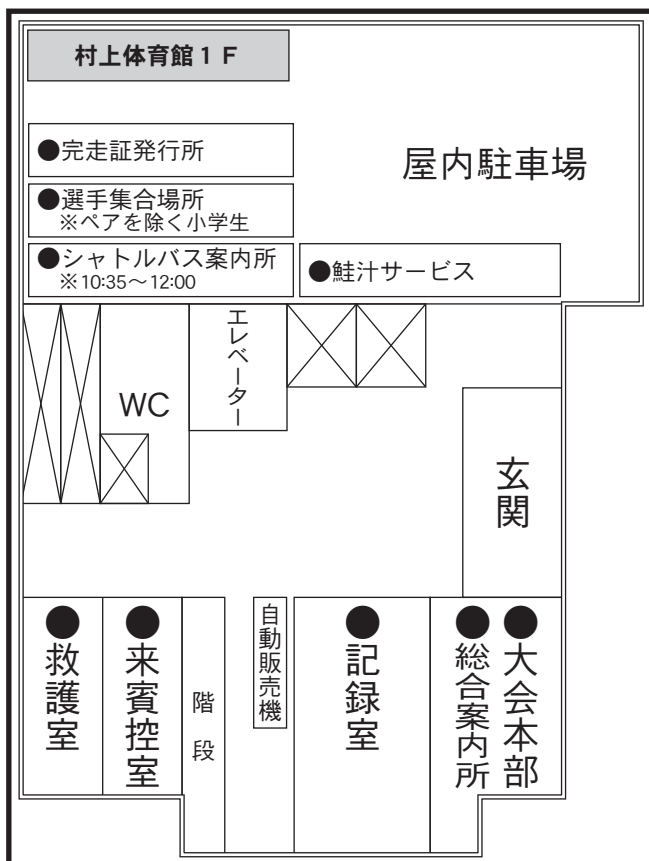 村上体育館1F
●完走証発行所
屋内駐車場
●選手集合場所
※ペアを除く小学生
●シャトルバス案内所
※10:35～12:00
●鮭汁サービス
エレベーター
WC
玄関
●救護室
●来賓控室
階段
自動販売機
●記録室
●大会本部
●総合案内所